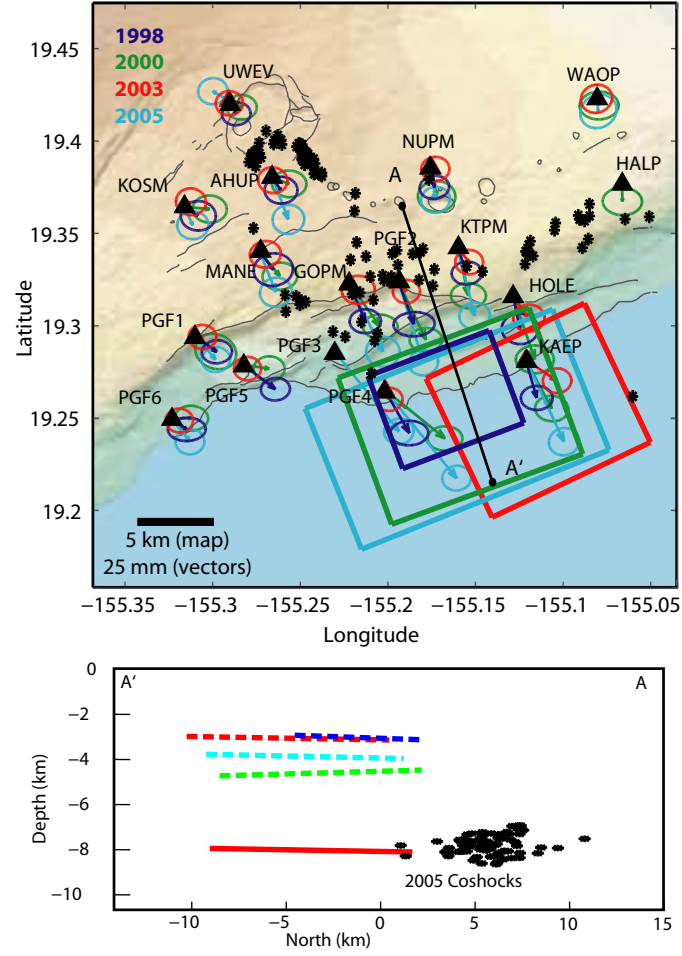 19.475
1998
2000
2003
2005
UWEV
WAOP
19.4
NUPM
HALP
AHUP
A
KOSM
19.35
PGF2
KTPM
MANE
GOPM
HOLE
Latitude
19.3
PGF1
PGF3
KAEP
PGF5
PGF6
PGF4
19.25
A'
19.2
5 km (map)
25 mm (vectors)
−155.35
−155.3
−155.25
−155.2
−155.15
−155.1
−155.05
Longitude
0
A'
A
−2
−4
Depth (km)
−6
−8
2005 Coshocks
−10
−10
−5
0
5
10
15
North (km)